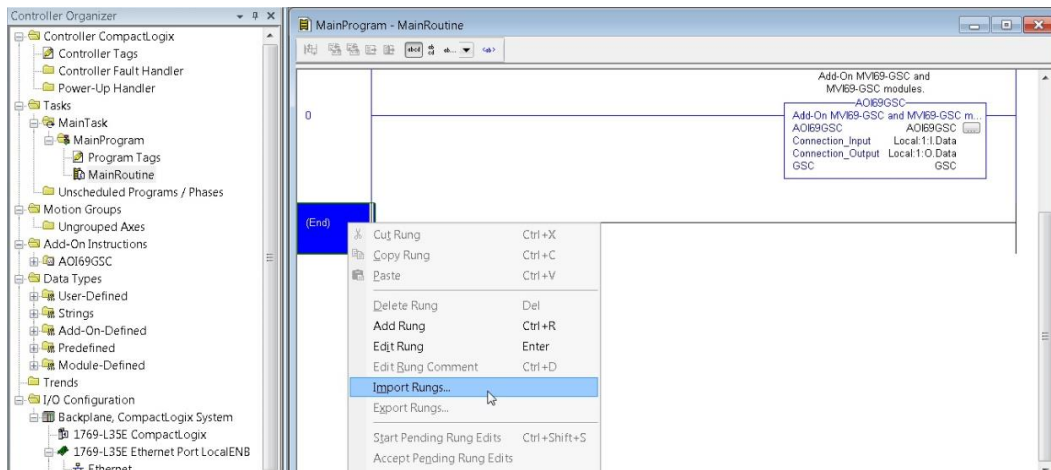 Controller Organizer
Controller CompactLogix
Controller Tags
Controller Fault Handler
Power-Up Handler
Tasks
MainTask
MainProgram
Program Tags
MainRoutine
Unscheduled Programs / Phases
Motion Groups
Ungrouped Axes
Add-On Instructions
AOI69GSC
Data Types
User-Defined
Strings
Add-On-Defined
Predefined
Module-Defined
Trends
I/O Configuration
Backplane, CompactLogix System
1769-L35E CompactLogix
1769-L35E Ethernet Port LocalENB
Ethernet
MainProgram - MainRoutine
Add-On MVI69-GSC and
MVI69-GSC modules.
AOI69GSC
0
Add-On MVI69-GSC and MVI69-GSC m...
AOI69GSC AOI69GSC ...
Connection_Input Local:1:I.Data
Connection_Output Local:1:O.Data
GSC GSC
(End)
Cut Rung Ctrl+X
Copy Rung Ctrl+C
Paste Ctrl+V
Delete Rung Del
Add Rung Ctrl+R
Edit Rung Enter
Edit Rung Comment Ctrl+D
Import Rungs...
Export Rungs...
Start Pending Rung Edits Ctrl+Shift+S
Accept Pending Rung Edits